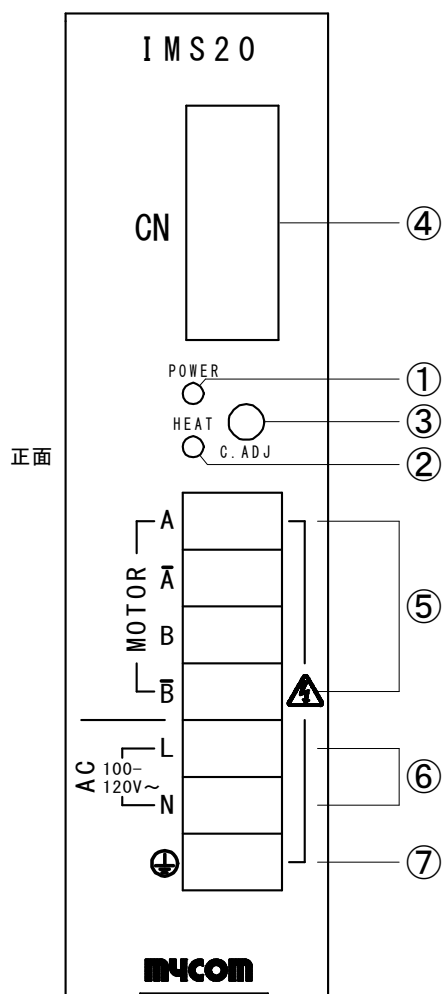 IMS20
CN
④
POWER
①
③
HEAT
C.ADJ
②
正面
A
A̅
MOTOR
B
B̅
⑤
L
AC
100-
120V~
N
⑥
⑦
mycom